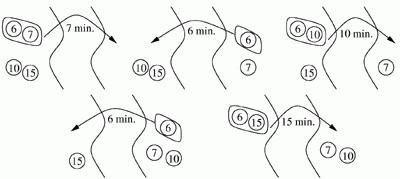 6 7 7 min.
10 15
6 min. 6
10 15 7
6 10 10 min.
15 7
6 min. 6
15 7 10
6 15 15 min.
7 10